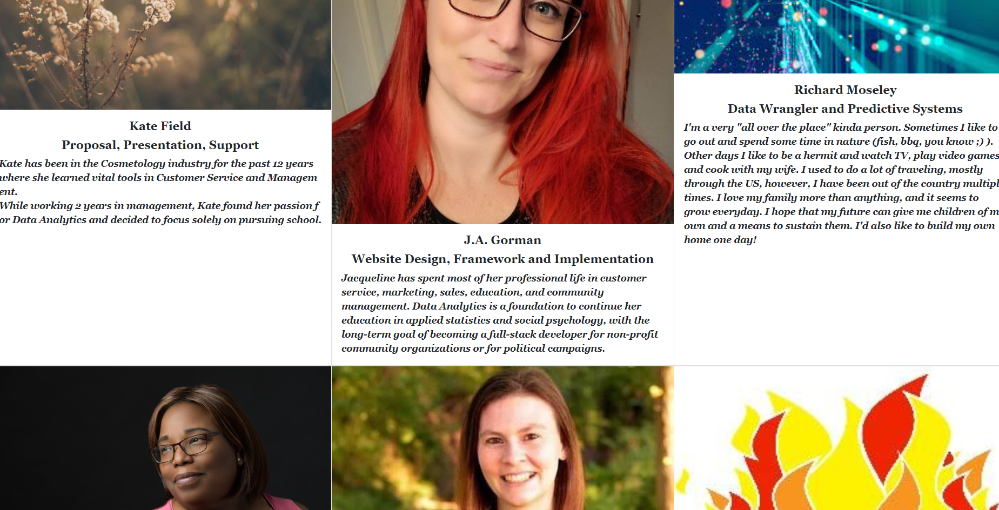 Kate Field
Proposal, Presentation, Support
Kate has been in the Cosmetology industry for the past 12 years
where she learned vital tools in Customer Service and Managem
ent.
While working 2 years in management, Kate found her passion f
or Data Analytics and decided to focus solely on pursuing school.
J.A. Gorman
Website Design, Framework and Implementation
Jacqueline has spent most of her professional life in customer
service, marketing, sales, education, and community
management. Data Analytics is a foundation to continue her
education in applied statistics and social psychology, with the
long-term goal of becoming a full-stack developer for non-profit
community organizations or for political campaigns.
Richard Moseley
Data Wrangler and Predictive Systems
I'm a very "all over the place" kinda person. Sometimes I like to
go out and spend some time in nature (fish, bbq, you know ;) ).
Other days I like to be a hermit and watch TV, play video games
and cook with my wife. I used to do a lot of traveling, mostly
through the US, however, I have been out of the country multipl
times. I love my family more than anything, and it seems to
grow everyday. I hope that my future can give me children of m
own and a means to sustain them. I'd also like to build my own
home one day!